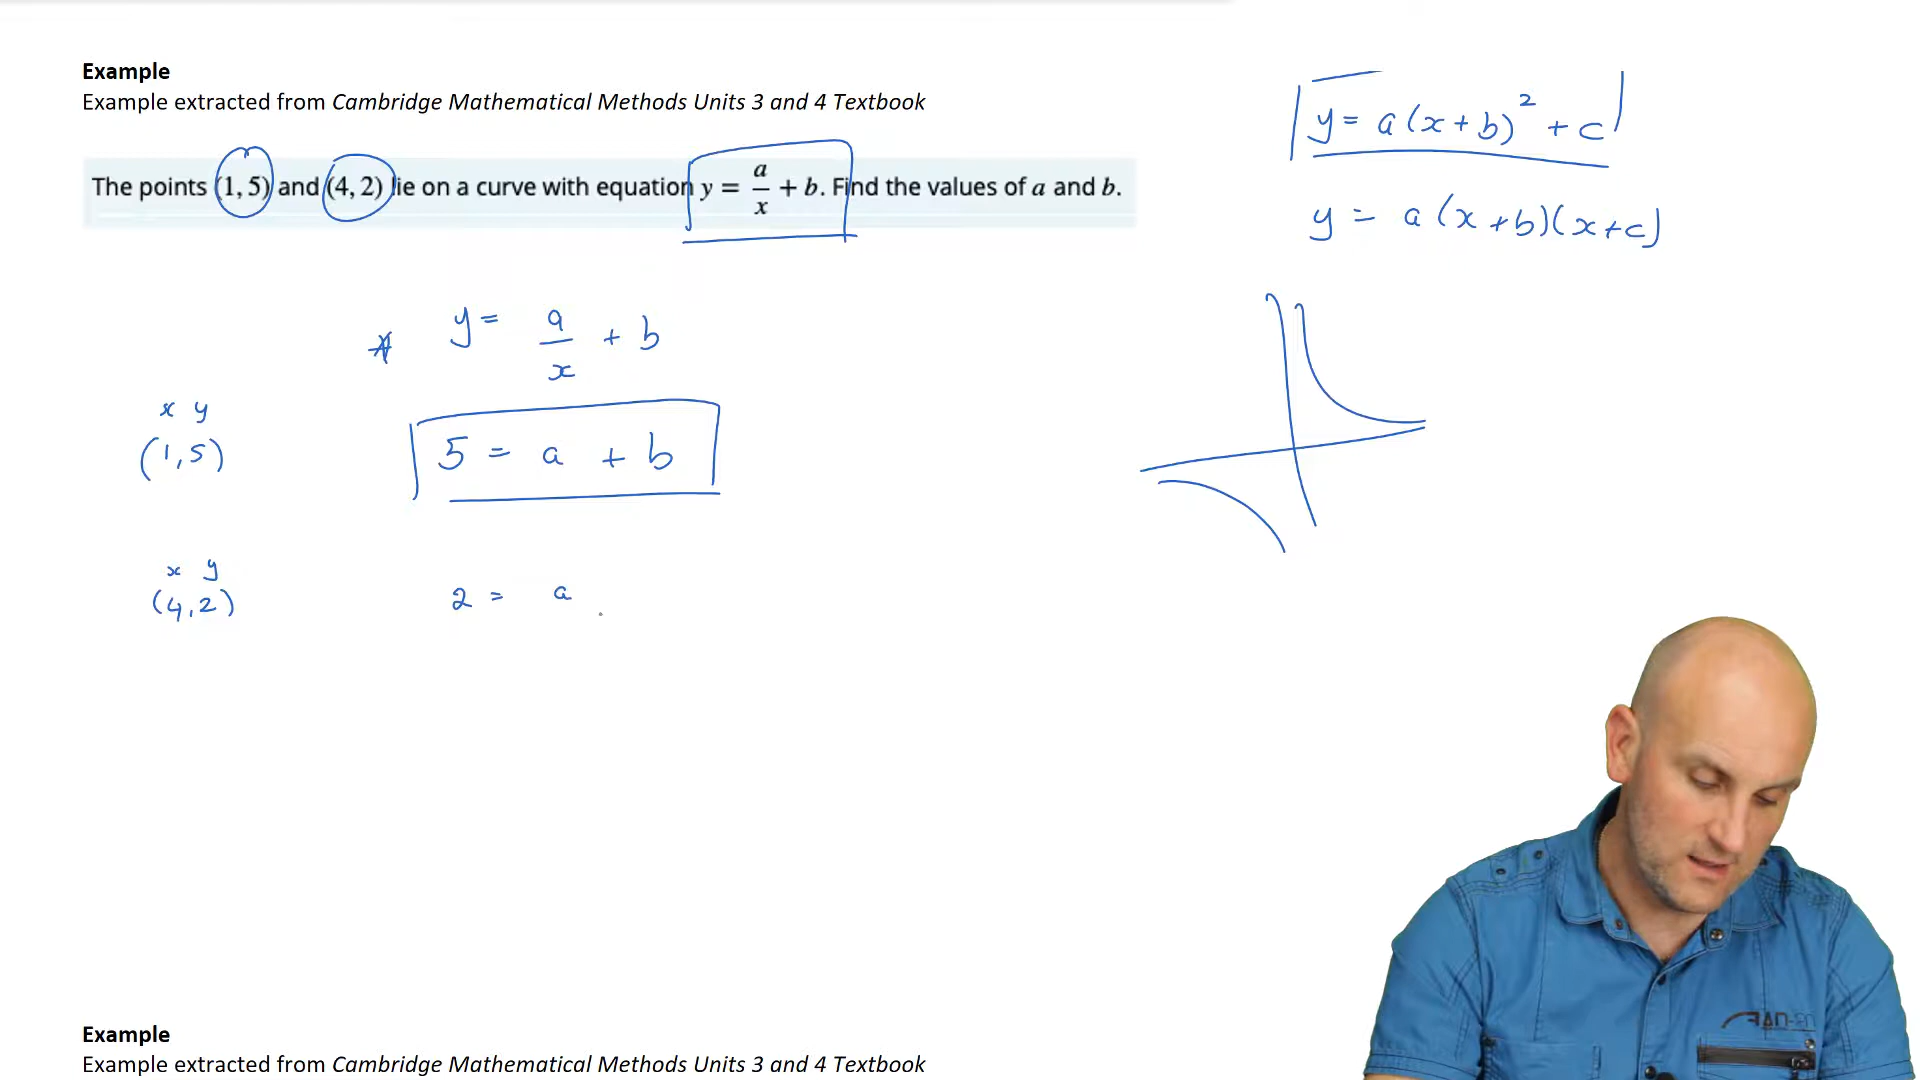 Example
Example extracted from Cambridge Mathematical Methods Units 3 and 4 Textbook
The points (1, 5) and (4, 2) lie on a curve with equation y = a/x + b. Find the values of a and b.
y = a(x+b)² + c
y = a(x+b)(x+c)
* y = a/x + b
x y
(1,5) 5 = a + b
x y
(4,2) 2 = a
Example
Example extracted from Cambridge Mathematical Methods Units 3 and 4 Textbook